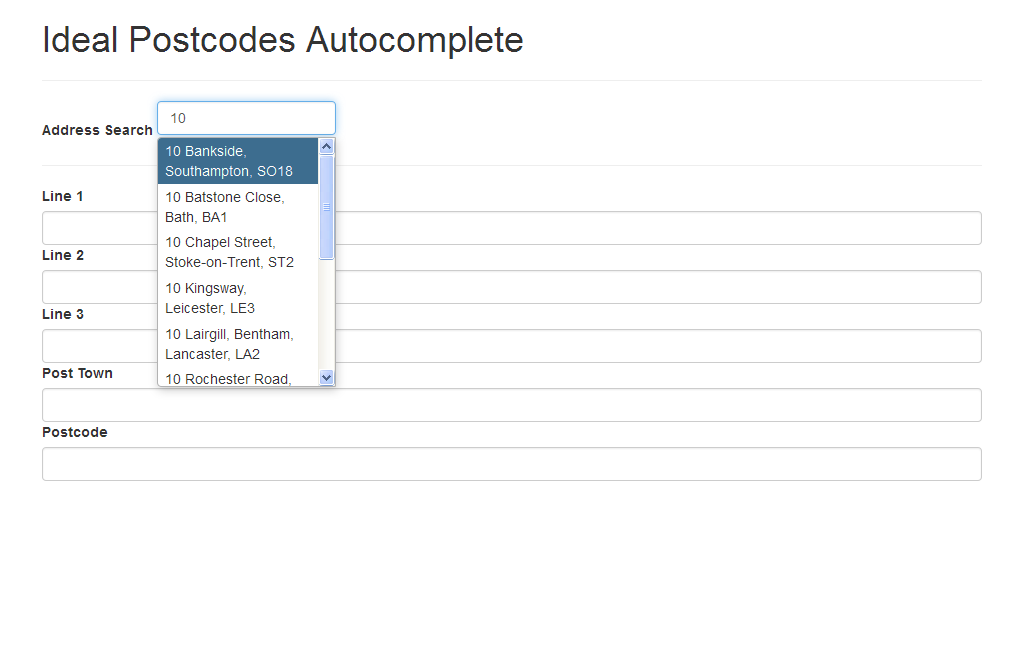 Ideal Postcodes Autocomplete
Address Search
10
10 Bankside,
Southampton, SO18
10 Batstone Close,
Bath, BA1
10 Chapel Street,
Stoke-on-Trent, ST2
10 Kingsway,
Leicester, LE3
10 Lairgill, Bentham,
Lancaster, LA2
10 Rochester Road,
Line 1
Line 2
Line 3
Post Town
Postcode